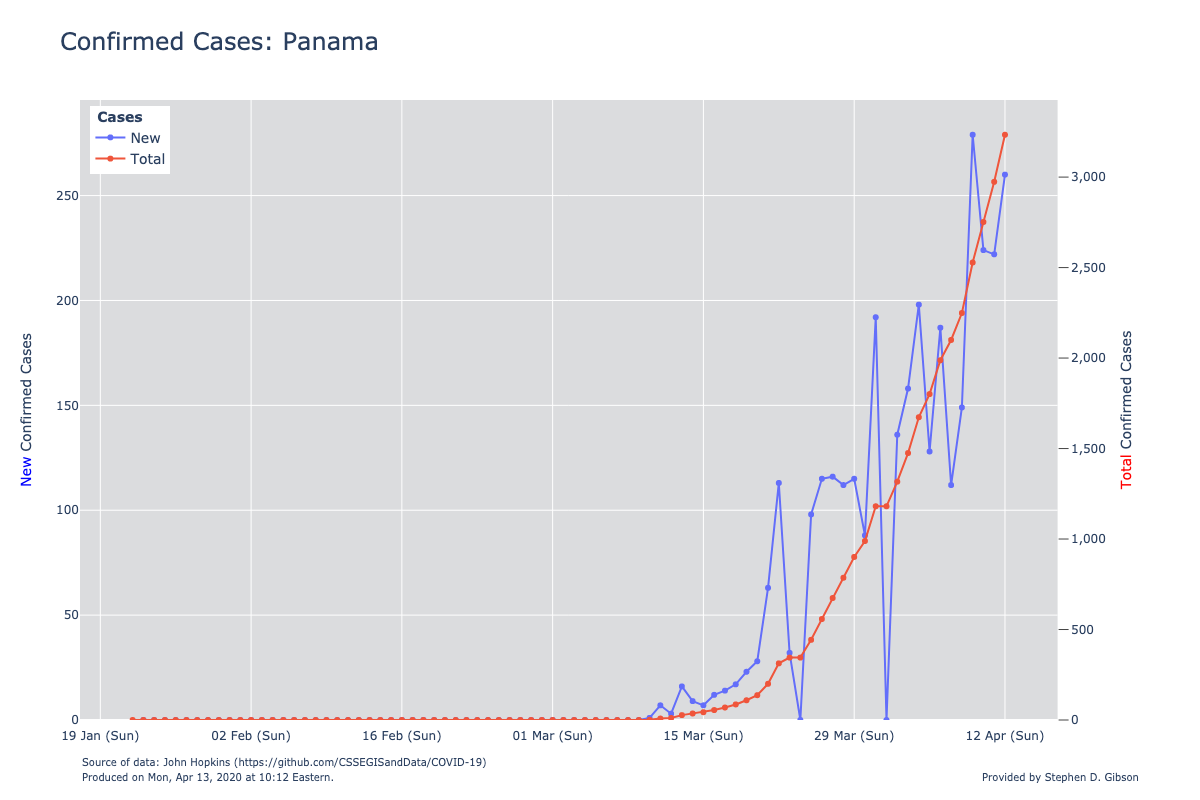 Confirmed Cases: Panama
Cases
New
Total
250
200
150
100
50
0
New Confirmed Cases
3,000
2,500
2,000
1,500
1,000
500
0
Total Confirmed Cases
19 Jan (Sun)
02 Feb (Sun)
16 Feb (Sun)
01 Mar (Sun)
15 Mar (Sun)
29 Mar (Sun)
12 Apr (Sun)
Source of data: John Hopkins (https://github.com/CSSEGISandData/COVID-19)
Produced on Mon, Apr 13, 2020 at 10:12 Eastern.
Provided by Stephen D. Gibson